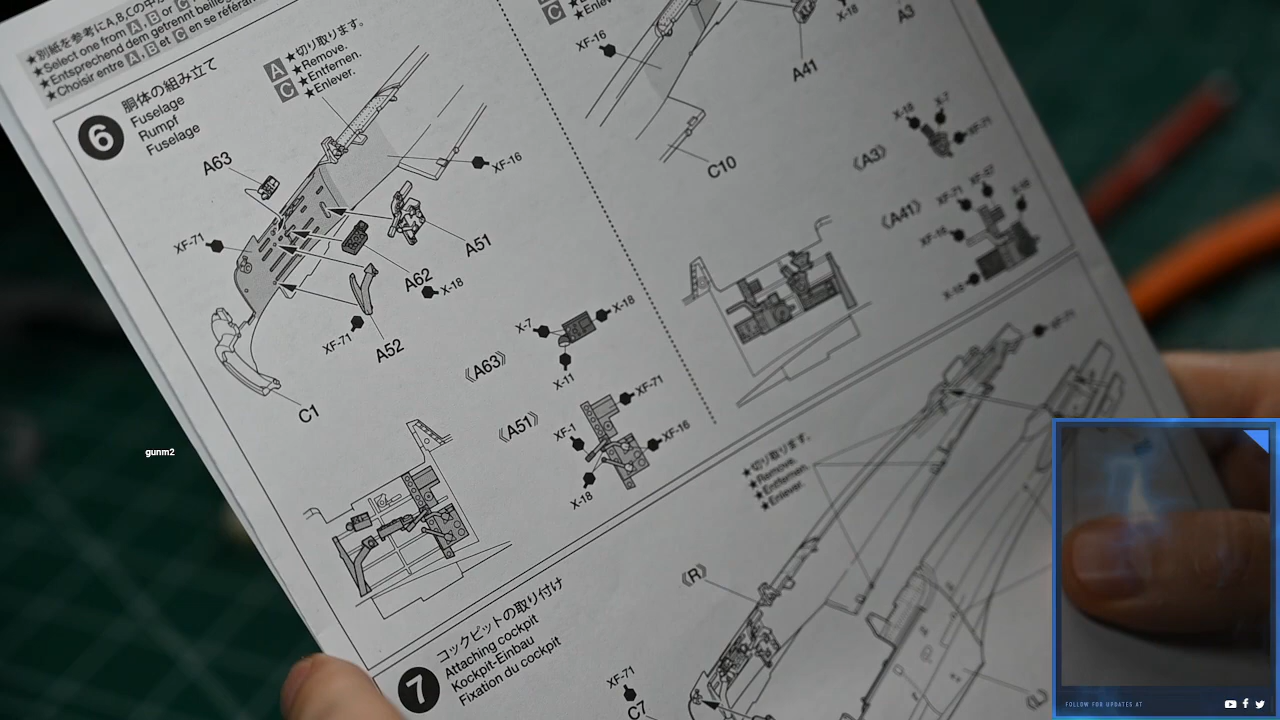 ★別紙を参考にA,B,Cの中
★Select one from A, B or C
★Entsprechend dem getrennt beilie
★Choisir entre A, B et C en se référan
6
胴体の組み立て
Fuselage
Rumpf
Fuselage
A
C
★切り取ります。
★Remove.
★Entfernen.
★Enlever.
A63
XF-16
XF-71
A51
A62
X-18
XF-71
A52
C1
《A63》
X-7
X-18
X-11
《A51》
XF-71
XF-1
XF-16
X-18
C
★Enlev
XF-16
X-18
A3
A41
C10
《A3》
X-18
X-7
XF-71
《A41》
XF-71
XF-16
X-18
7
コックピットの取り付け
Attaching cockpit
Kockpit-Einbau
Fixation du cockpit
★切り取ります。
★Remove.
★Entfernen.
★Enlever.
《R》
《L》
XF-71
C7
XF-71
gunm2
FOLLOW FOR UPDATES AT